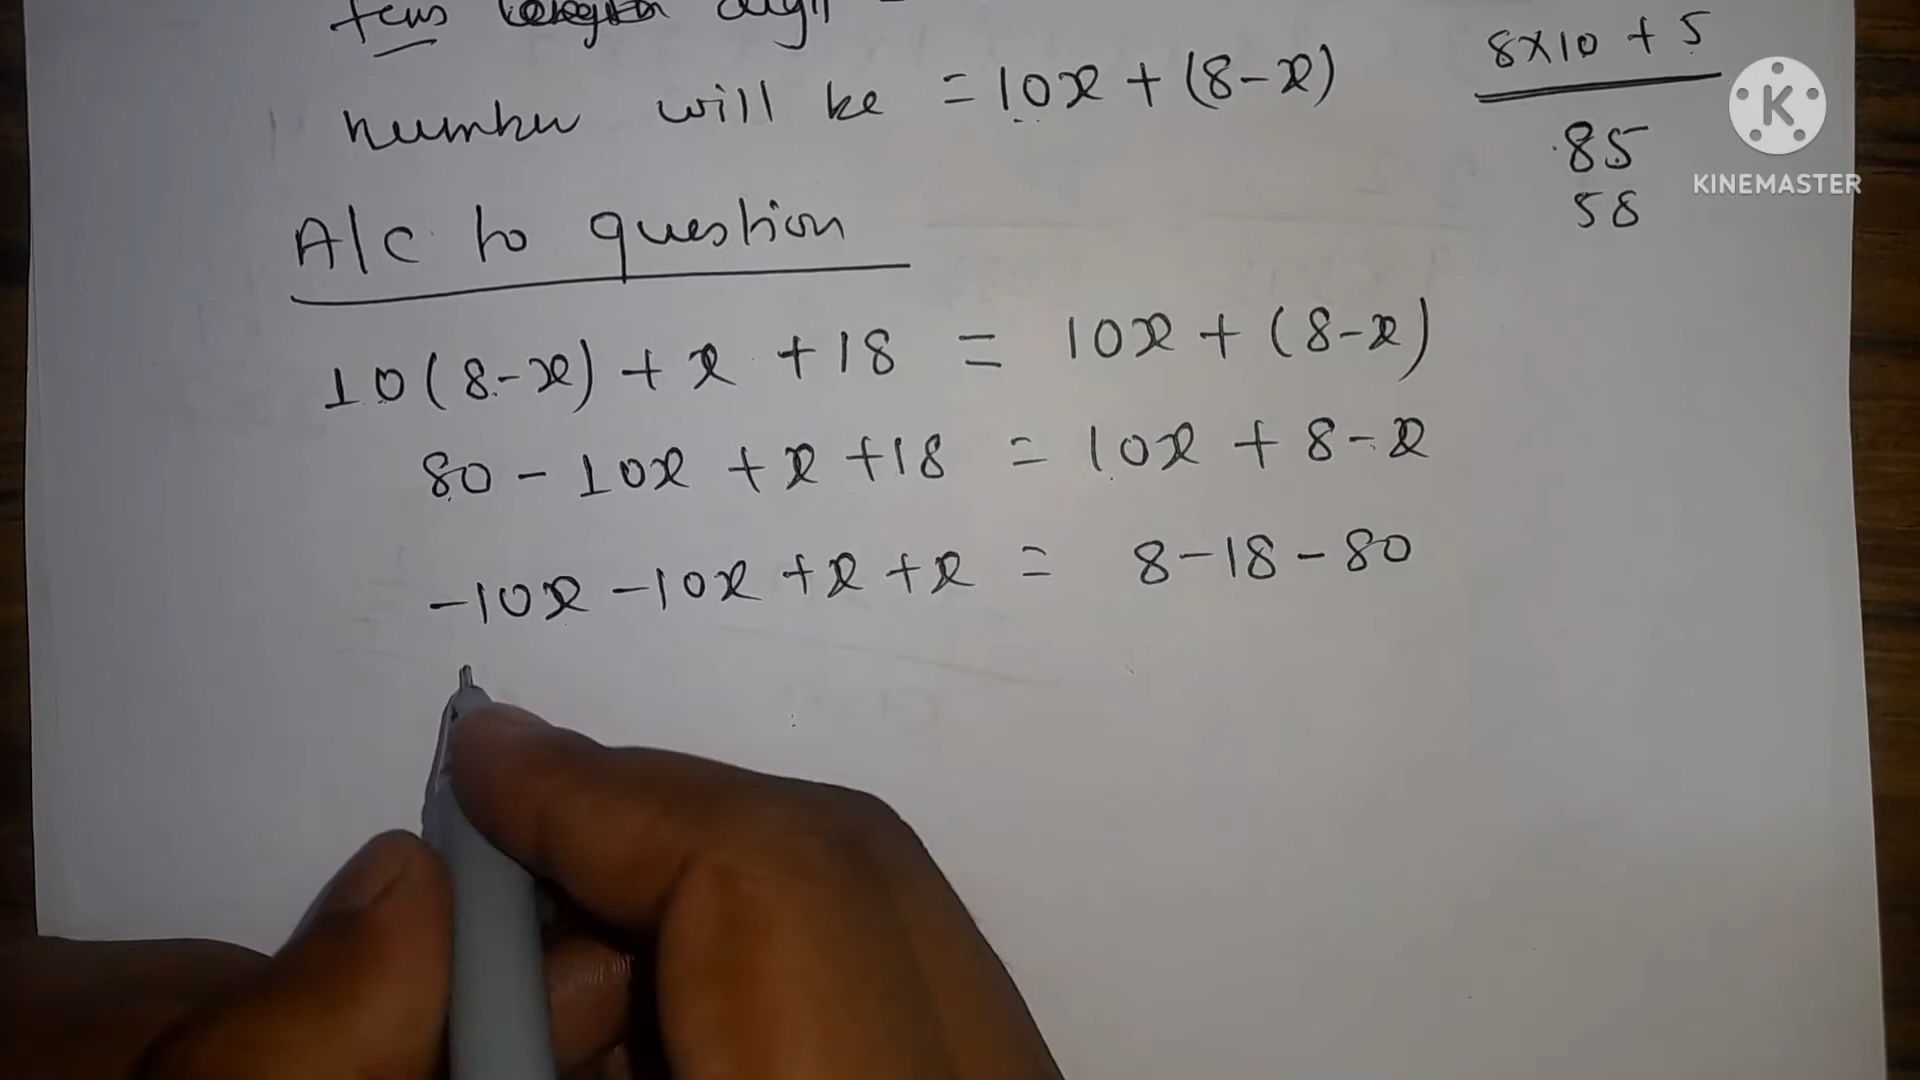 tens digit
number will be = 10x + (8-x)
8x10 + 5
85
58
KINEMASTER
A/C to question
10(8-x) + x + 18 = 10x + (8-x)
80 - 10x + x + 18 = 10x + 8 - x
-10x - 10x + x + x = 8 - 18 - 80